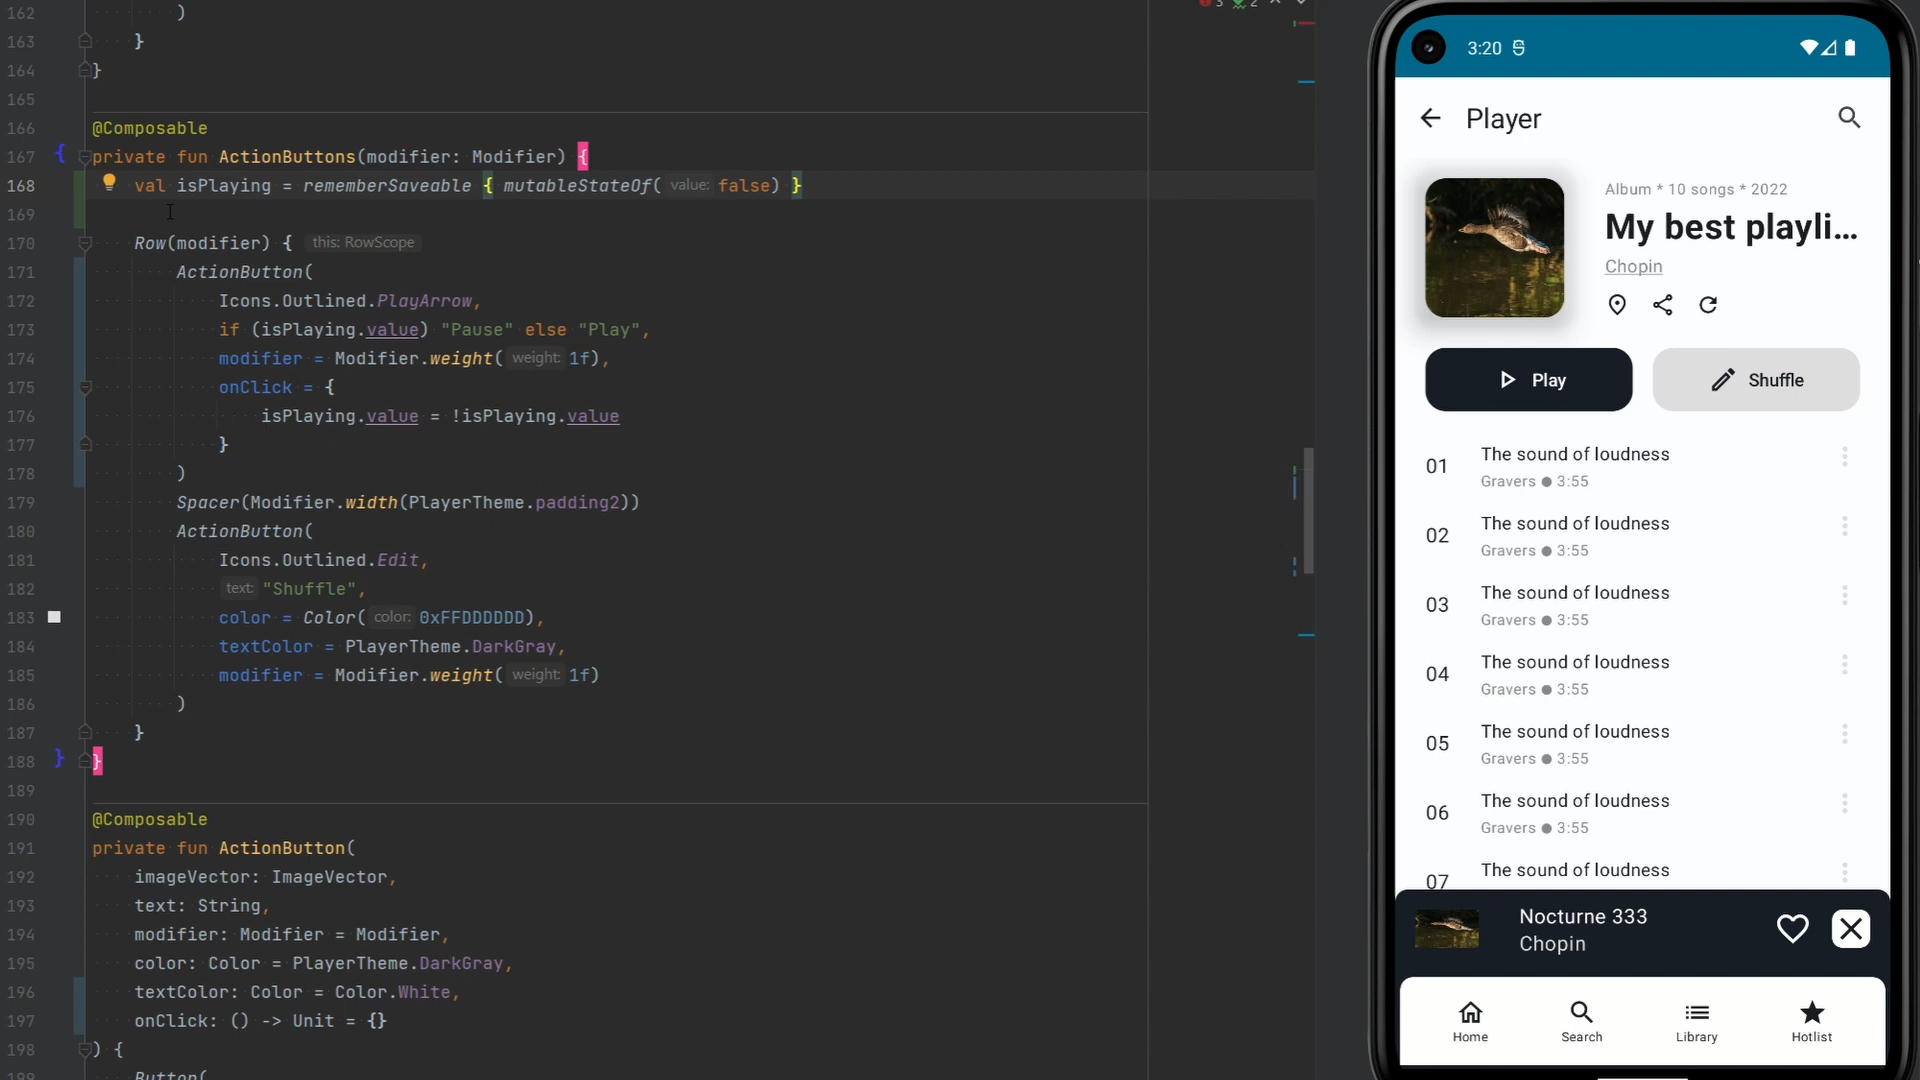 162 )
163 }
164 }
165
166 @Composable
167 private fun ActionButtons(modifier: Modifier) {
168 val isPlaying = rememberSaveable { mutableStateOf( value: false) }
169
170 Row(modifier) { this: RowScope
171 ActionButton(
172 Icons.Outlined.PlayArrow,
173 if (isPlaying.value) "Pause" else "Play",
174 modifier = Modifier.weight( weight: 1f),
175 onClick = {
176 isPlaying.value = !isPlaying.value
177 }
178 )
179 Spacer(Modifier.width(PlayerTheme.padding2))
180 ActionButton(
181 Icons.Outlined.Edit,
182 text: "Shuffle",
183 color = Color( color: 0xFFDDDDDD),
184 textColor = PlayerTheme.DarkGray,
185 modifier = Modifier.weight( weight: 1f)
186 )
187 }
188 }
189
190 @Composable
191 private fun ActionButton(
192 imageVector: ImageVector,
193 text: String,
194 modifier: Modifier = Modifier,
195 color: Color = PlayerTheme.DarkGray,
196 textColor: Color = Color.White,
197 onClick: () -> Unit = {}
198 ) {
199 Button(
3 2
3:20
Player
Album * 10 songs * 2022
My best playli...
Chopin
Play
Shuffle
01 The sound of loudness
Gravers ● 3:55
02 The sound of loudness
Gravers ● 3:55
03 The sound of loudness
Gravers ● 3:55
04 The sound of loudness
Gravers ● 3:55
05 The sound of loudness
Gravers ● 3:55
06 The sound of loudness
Gravers ● 3:55
07 The sound of loudness
Nocturne 333
Chopin
Home
Search
Library
Hotlist